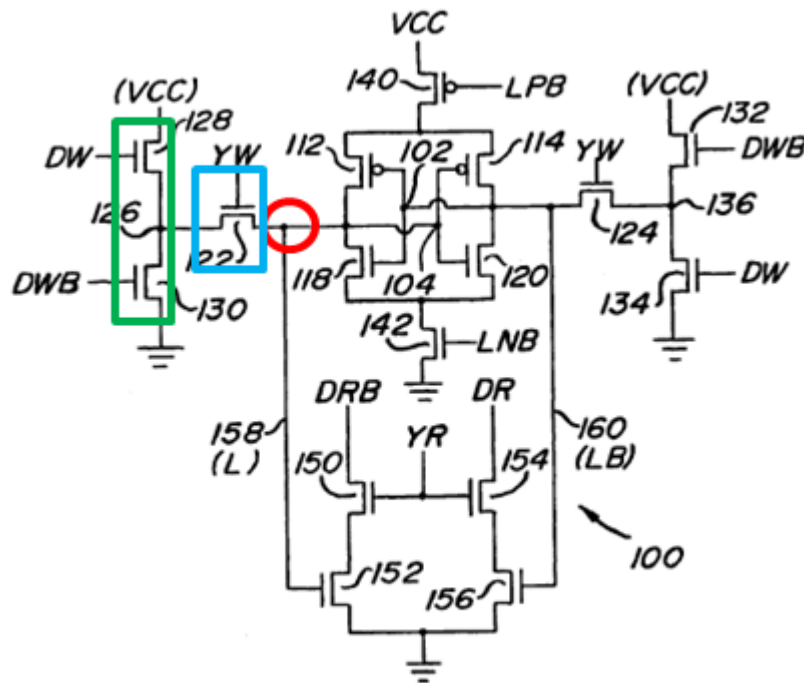 VCC
140 LPB
(VCC) (VCC)
128 132
DW YW 112 102 114 YW DWB
126 136
122 124
118 104 120
DWB 130 134 DW
142 LNB
DRB DR
158 YR 160
(L) 150 154 (LB)
100
152 156